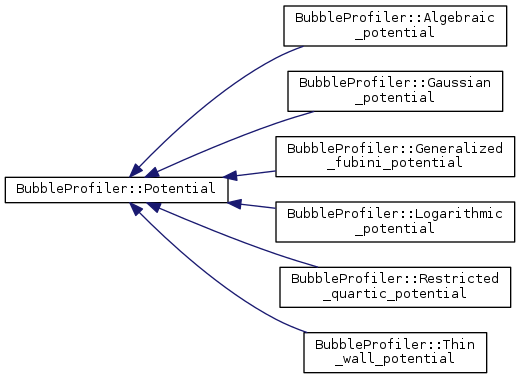 BubbleProfiler::Algebraic
_potential
BubbleProfiler::Gaussian
_potential
BubbleProfiler::Generalized
_fubini_potential
BubbleProfiler::Potential
BubbleProfiler::Logarithmic
_potential
BubbleProfiler::Restricted
_quartic_potential
BubbleProfiler::Thin
_wall_potential